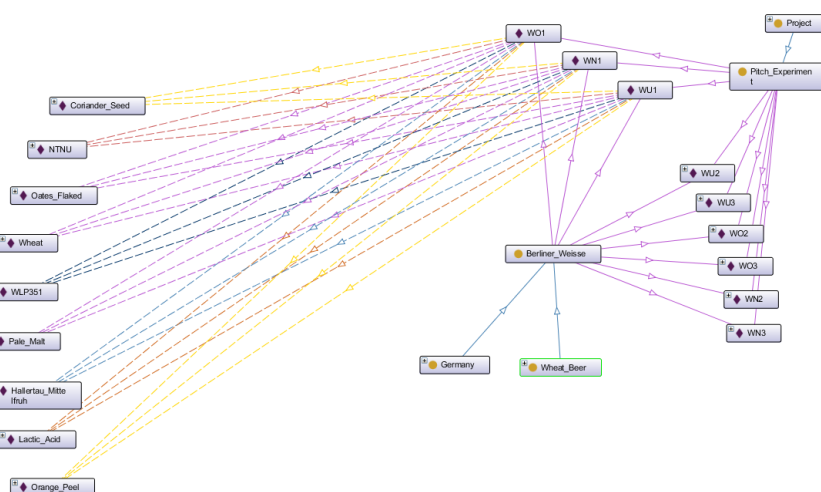 Project
WO1
WN1
Pitch_Experimen
t
WU1
Coriander_Seed
NTNU
WU2
Oates_Flaked
WU3
WO2
Wheat
Berliner_Weisse
WO3
WLP351
WN2
WN3
Pale_Malt
Germany
Wheat_Beer
Hallertau_Mitte
lfruh
Lactic_Acid
Orange_Peel